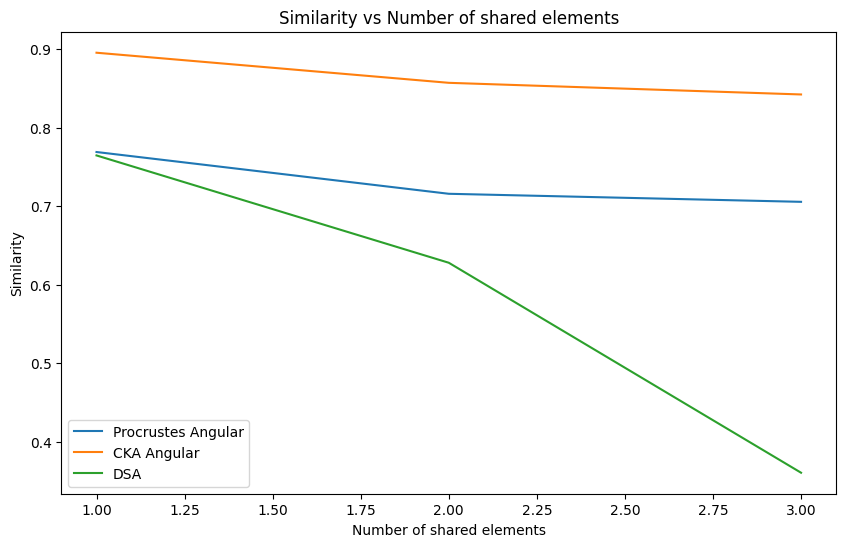 Similarity vs Number of shared elements
Similarity
0.9
0.8
0.7
0.6
0.5
0.4
Procrustes Angular
CKA Angular
DSA
1.00 1.25 1.50 1.75 2.00 2.25 2.50 2.75 3.00
Number of shared elements